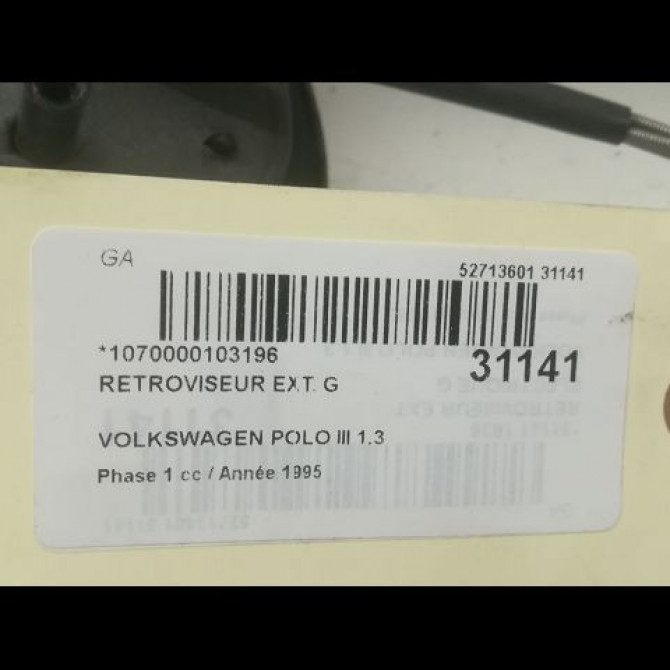 GA
52713601 31141
*1070000103196
31141
RETROVISEUR EXT. G
VOLKSWAGEN POLO III 1.3
Phase 1 cc / Année 1995